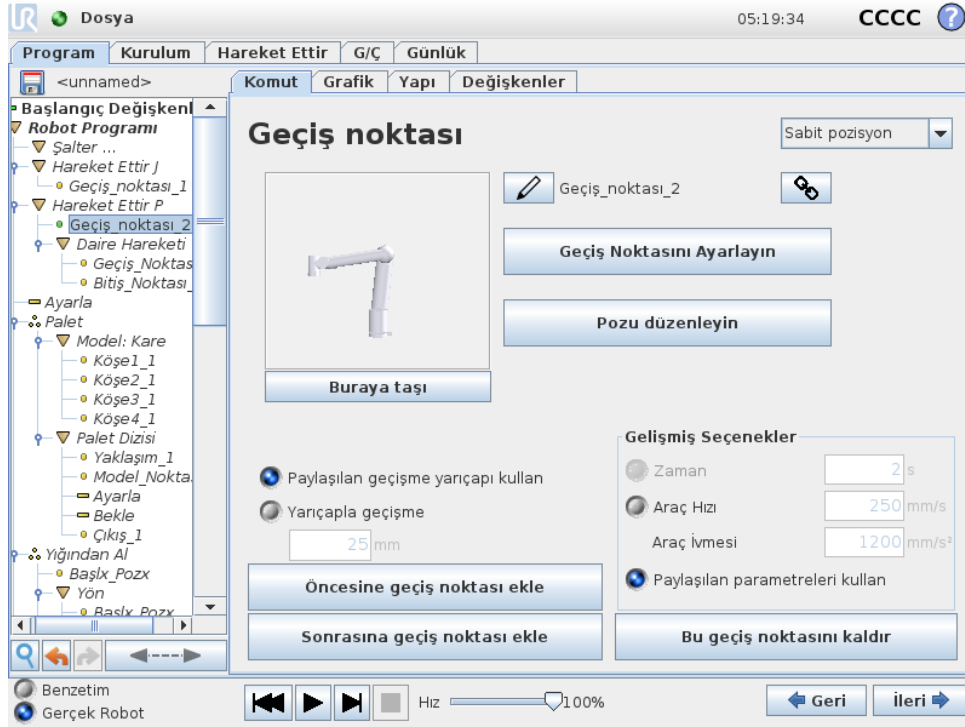 UR Dosya 05:19:34 CCCC ?
Program Kurulum Hareket Ettir G/Ç Günlük
<unnamed> Komut Grafik Yapı Değişkenler
Başlangıç Değişkenl
Robot Programı
Şalter ...
Hareket Ettir J
Geçiş_noktası_1
Hareket Ettir P
Geçiş_noktası_2
Daire Hareketi
Geçiş_Noktas
Bitiş_Noktası_
Ayarla
Palet
Model: Kare
Köşe1_1
Köşe2_1
Köşe3_1
Köşe4_1
Palet Dizisi
Yaklaşım_1
Model_Nokta
Ayarla
Bekle
Çıkış_1
Yığından Al
Başlx_Pozx
Yön
Başlx_Pozx
Geçiş noktası
Sabit pozisyon
Geçiş_noktası_2
Geçiş Noktasını Ayarlayın
Pozu düzenleyin
Buraya taşı
Paylaşılan geçişme yarıçapı kullan
Yarıçapla geçişme
25 mm
Gelişmiş Seçenekler
Zaman 2 s
Araç Hızı 250 mm/s
Araç İvmesi 1200 mm/s²
Paylaşılan parametreleri kullan
Öncesine geçiş noktası ekle
Sonrasına geçiş noktası ekle
Bu geçiş noktasını kaldır
Benzetim
Gerçek Robot
Hız 100%
Geri İleri